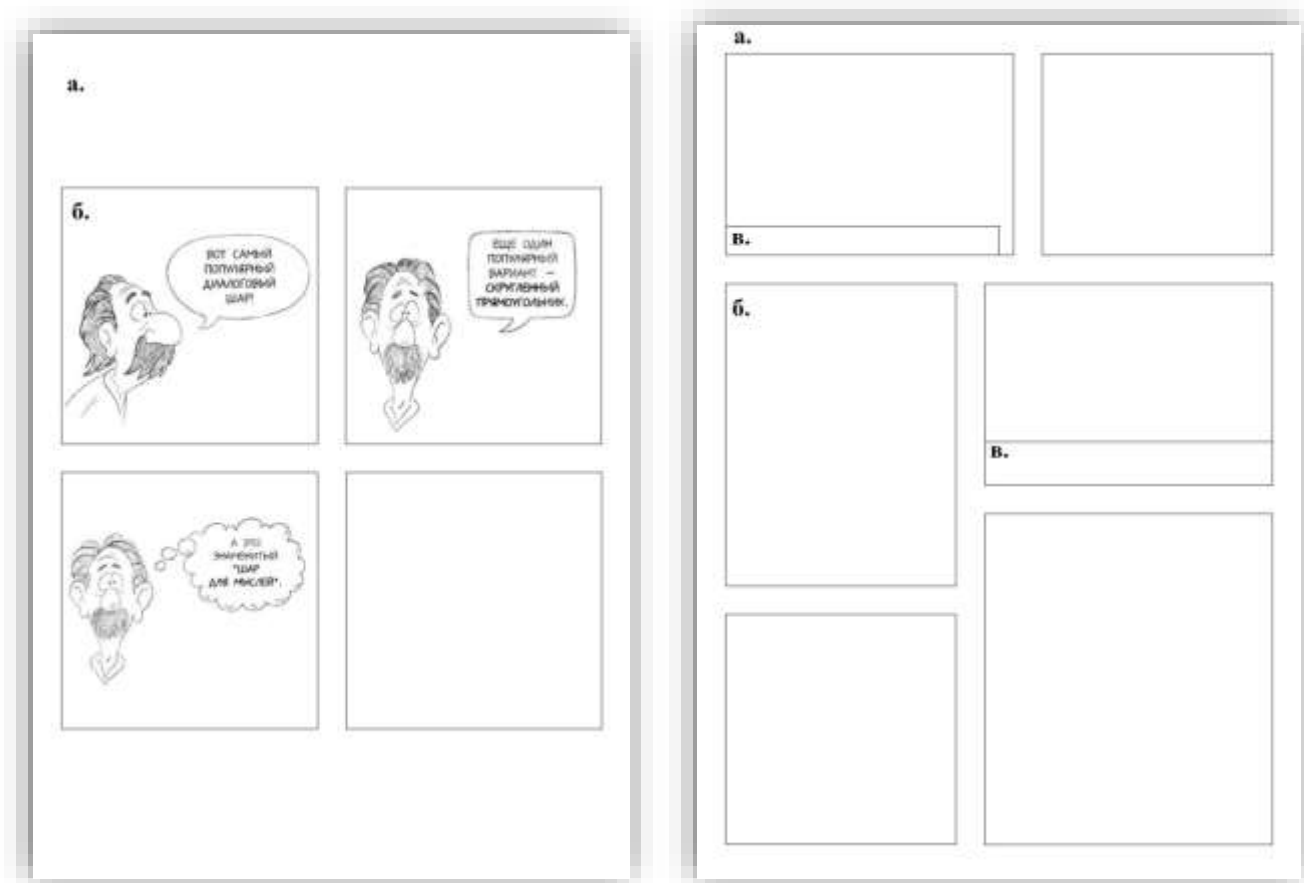 а.
б.
ВОТ САМЫЙ
ПОПУЛЯРНЫЙ
ДИАЛОГОВЫЙ
ШАР!
ЕЩЕ ОДИН
ПОПУЛЯРНЫЙ
ВАРИАНТ —
СКРУГЛЕННЫЙ
ПРЯМОУГОЛЬНИК.
А ЭТО
ЗНАМЕНИТЫЙ
"ШАР
ДЛЯ МЫСЛЕЙ".
а.
в.
б.
в.